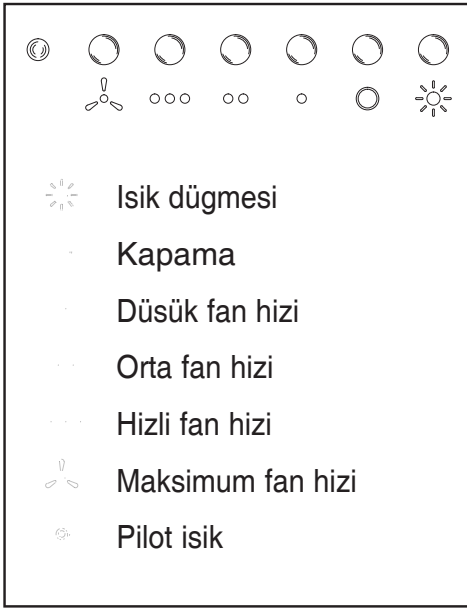 Isik dügmesi
Kapama
Düsük fan hizi
Orta fan hizi
Hizli fan hizi
Maksimum fan hizi
Pilot isik